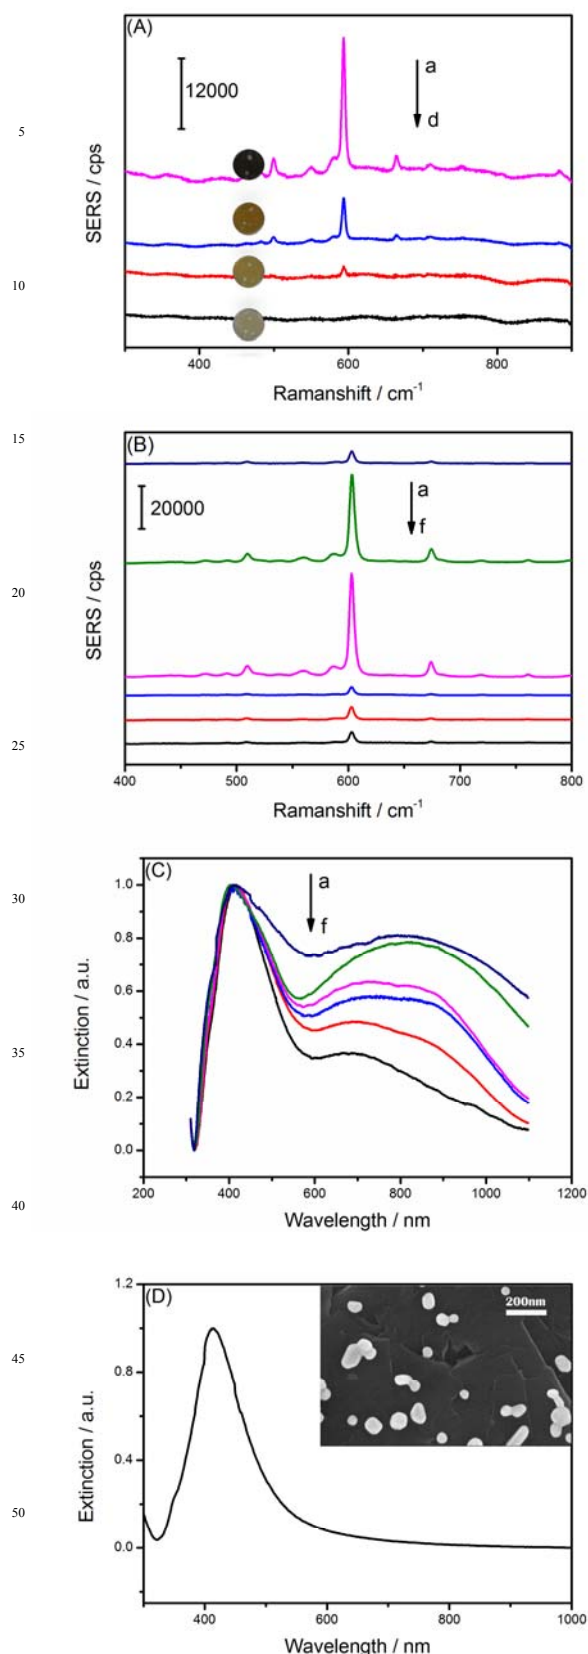 (A)
12000
a
d
SERS / cps
400
600
800
Ramanshift / cm-1
(B)
20000
a
f
SERS / cps
400
500
600
700
800
Ramanshift / cm-1
(C)
a
f
1.0
0.8
0.6
0.4
0.2
0.0
Extinction / a.u.
200
400
600
800
1000
1200
Wavelength / nm
(D)
200nm
1.2
0.8
0.4
0.0
Extinction / a.u.
400
600
800
1000
Wavelength / nm
5
10
15
20
25
30
35
40
45
50